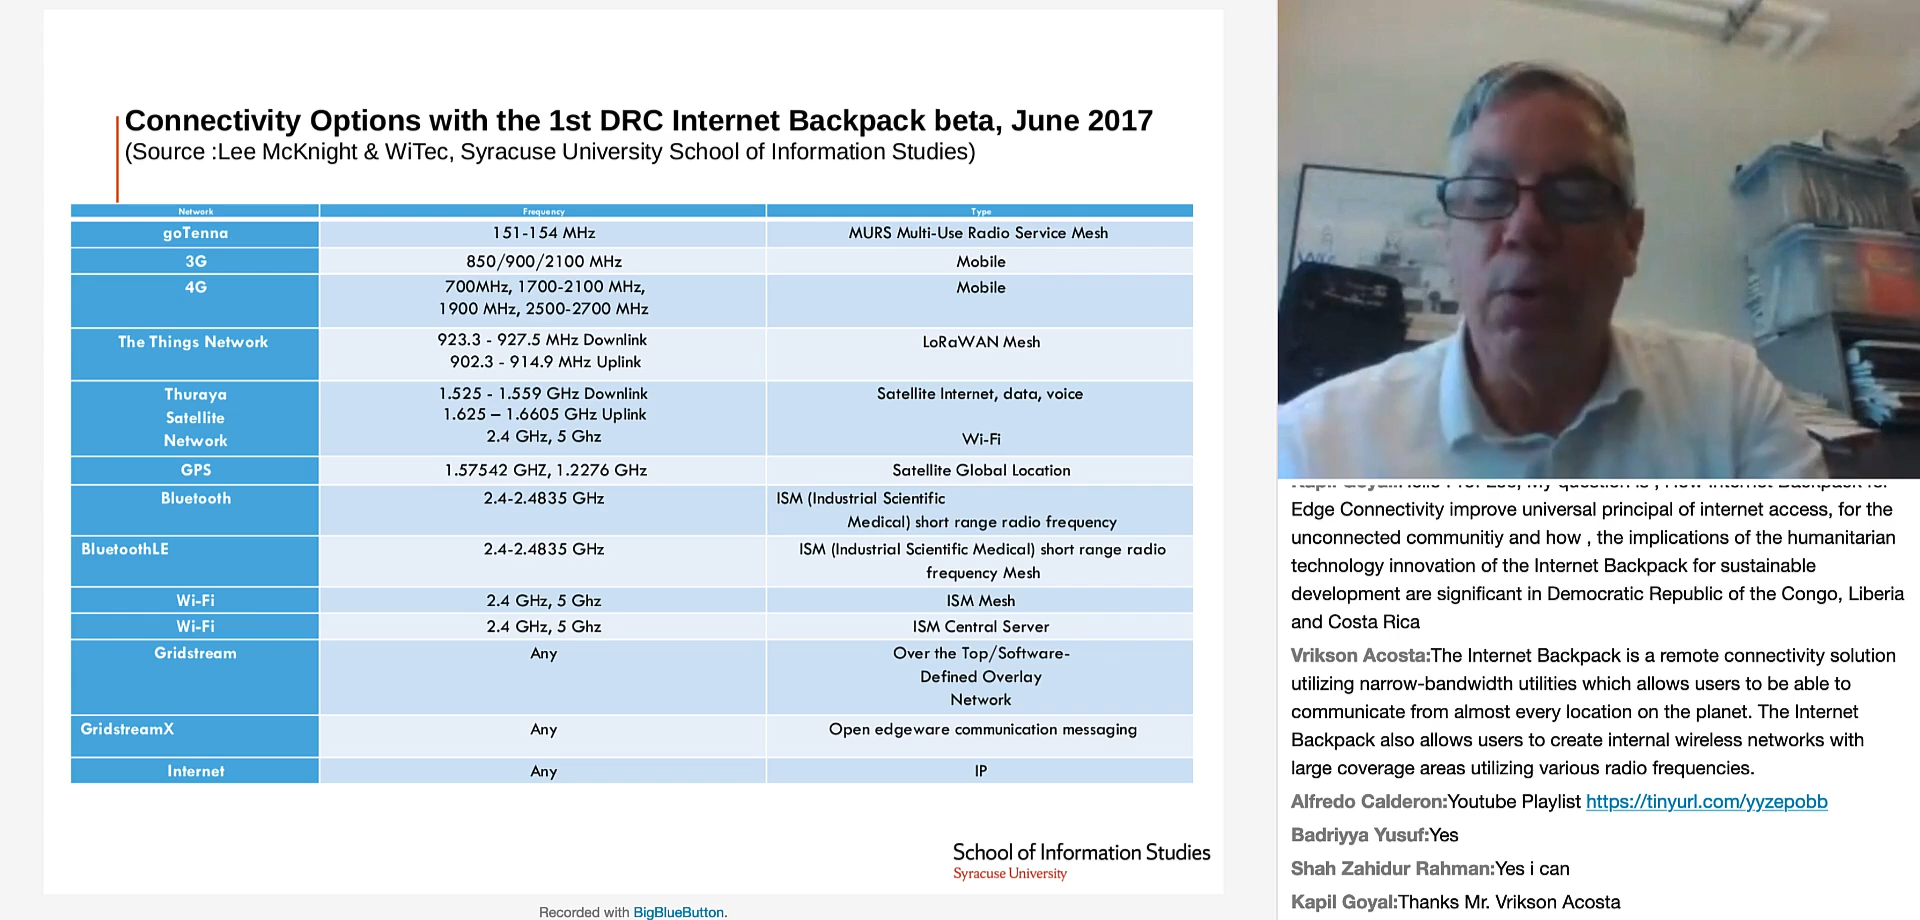 Connectivity Options with the 1st DRC Internet Backpack beta, June 2017
(Source :Lee McKnight & WiTec, Syracuse University School of Information Studies)
Network Frequency Type
goTenna 151-154 MHz MURS Multi-Use Radio Service Mesh
3G 850/900/2100 MHz Mobile
4G 700MHz, 1700-2100 MHz, Mobile
1900 MHz, 2500-2700 MHz
The Things Network 923.3 - 927.5 MHz Downlink LoRaWAN Mesh
902.3 - 914.9 MHz Uplink
Thuraya 1.525 - 1.559 GHz Downlink Satellite Internet, data, voice
Satellite 1.625 – 1.6605 GHz Uplink
Network 2.4 GHz, 5 Ghz Wi-Fi
GPS 1.57542 GHZ, 1.2276 GHz Satellite Global Location
Bluetooth 2.4-2.4835 GHz ISM (Industrial Scientific
Medical) short range radio frequency
BluetoothLE 2.4-2.4835 GHz ISM (Industrial Scientific Medical) short range radio
frequency Mesh
Wi-Fi 2.4 GHz, 5 Ghz ISM Mesh
Wi-Fi 2.4 GHz, 5 Ghz ISM Central Server
Gridstream Any Over the Top/Software-
Defined Overlay
Network
GridstreamX Any Open edgeware communication messaging
Internet Any IP
School of Information Studies
Syracuse University
Recorded with BigBlueButton.
Edge Connectivity improve universal principal of internet access, for the
unconnected communitiy and how , the implications of the humanitarian
technology innovation of the Internet Backpack for sustainable
development are significant in Democratic Republic of the Congo, Liberia
and Costa Rica
Vrikson Acosta:The Internet Backpack is a remote connectivity solution
utilizing narrow-bandwidth utilities which allows users to be able to
communicate from almost every location on the planet. The Internet
Backpack also allows users to create internal wireless networks with
large coverage areas utilizing various radio frequencies.
Alfredo Calderon:Youtube Playlist https://tinyurl.com/yyzepobb
Badriyya Yusuf:Yes
Shah Zahidur Rahman:Yes i can
Kapil Goyal:Thanks Mr. Vrikson Acosta